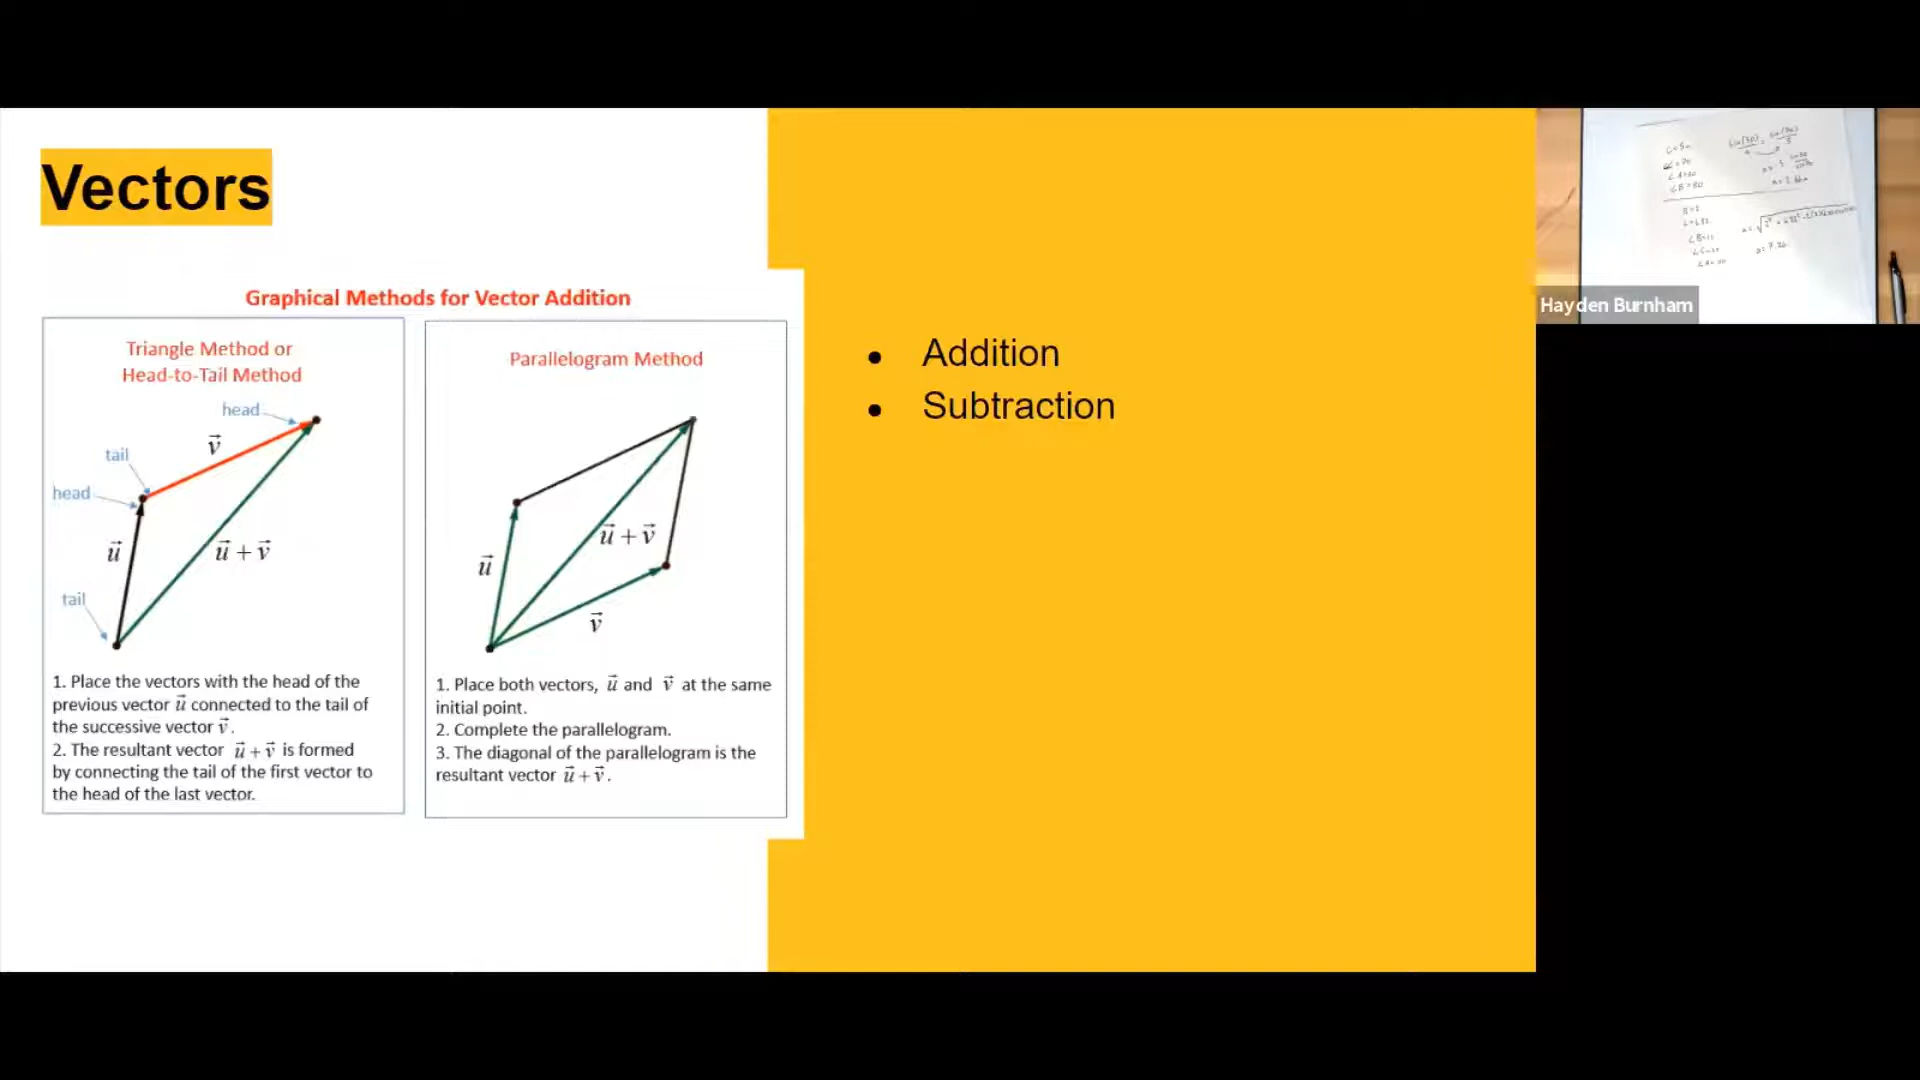 Vectors
Graphical Methods for Vector Addition
Triangle Method or
Head-to-Tail Method
head
v⃗
tail
head
u⃗
u⃗ + v⃗
tail
1. Place the vectors with the head of the
previous vector u⃗ connected to the tail of
the successive vector v⃗.
2. The resultant vector u⃗ + v⃗ is formed
by connecting the tail of the first vector to
the head of the last vector.
Parallelogram Method
u⃗ + v⃗
u⃗
v⃗
1. Place both vectors, u⃗ and v⃗ at the same
initial point.
2. Complete the parallelogram.
3. The diagonal of the parallelogram is the
resultant vector u⃗ + v⃗.
● Addition
● Subtraction
Hayden Burnham